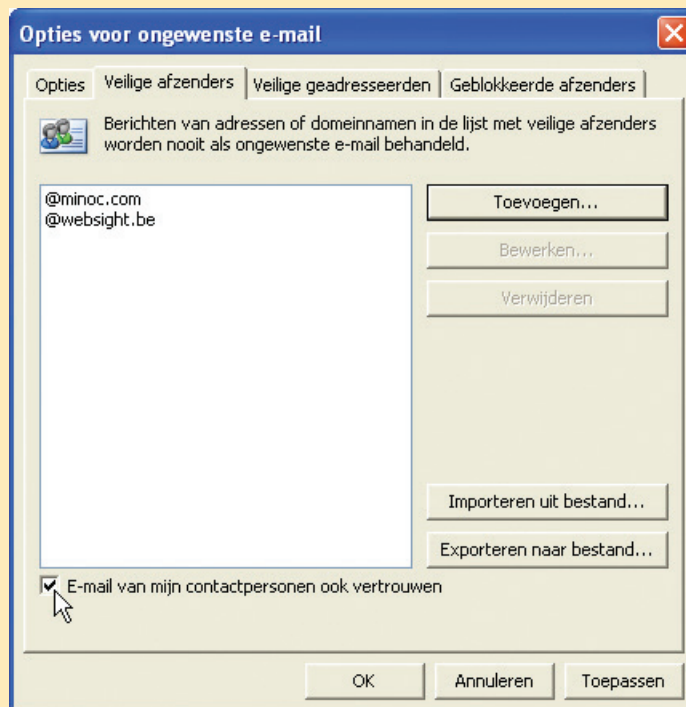 Opties voor ongewenste e-mail
Opties
Veilige afzenders
Veilige geadresseerden
Geblokkeerde afzenders
Berichten van adressen of domeinnamen in de lijst met veilige afzenders
worden nooit als ongewenste e-mail behandeld.
@minoc.com
@websight.be
Toevoegen...
Bewerken...
Verwijderen
Importeren uit bestand...
Exporteren naar bestand...
E-mail van mijn contactpersonen ook vertrouwen
OK
Annuleren
Toepassen